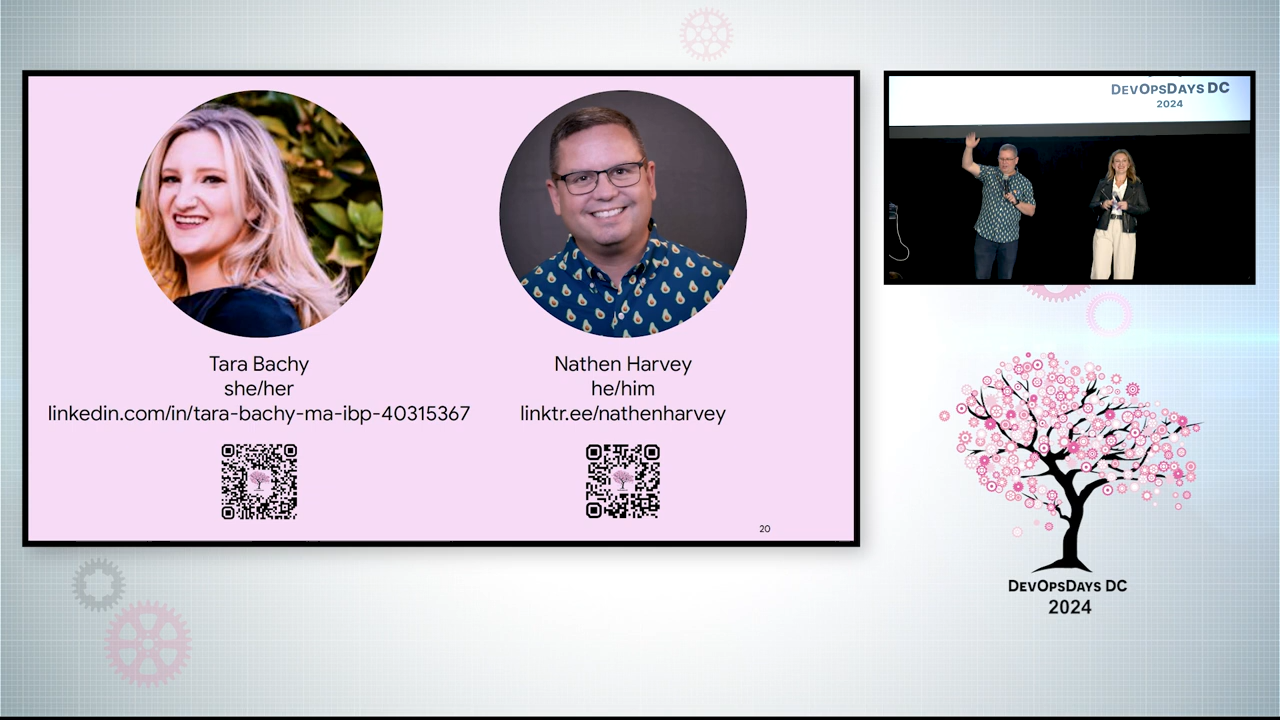 Tara Bachy
she/her
linkedin.com/in/tara-bachy-ma-ibp-40315367
Nathen Harvey
he/him
linktr.ee/nathenharvey
20
DEVOPSDAYS DC
2024
DEVOPSDAYS DC
2024